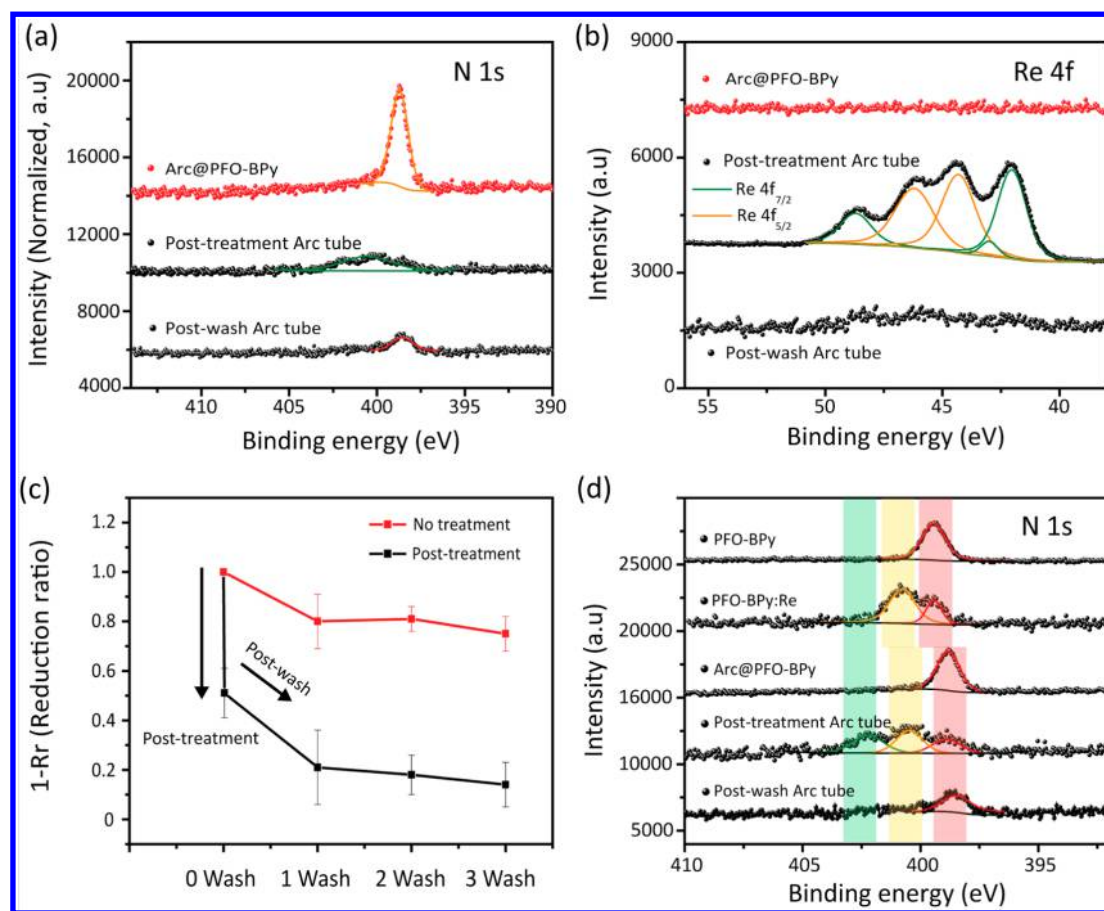 (a)
N 1s
20000
16000
12000
8000
4000
Arc@PFO-BPy
Post-treatment Arc tube
Post-wash Arc tube
410
405
400
395
390
Binding energy (eV)
Intensity (Normalized, a.u)
(b)
Re 4f
9000
6000
3000
0
Arc@PFO-BPy
Post-treatment Arc tube
Re 4f7/2
Re 4f5/2
Post-wash Arc tube
55
50
45
40
Binding energy (eV)
Intensity (a.u)
(c)
1.2
1.0
0.8
0.6
0.4
0.2
0
No treatment
Post-treatment
Post-wash
Post-treatment
0 Wash
1 Wash
2 Wash
3 Wash
1-Rr (Reduction ratio)
(d)
N 1s
25000
20000
16000
10000
5000
PFO-BPy
PFO-BPy:Re
Arc@PFO-BPy
Post-treatment Arc tube
Post-wash Arc tube
410
405
400
395
Binding energy (eV)
Intensity (a.u)